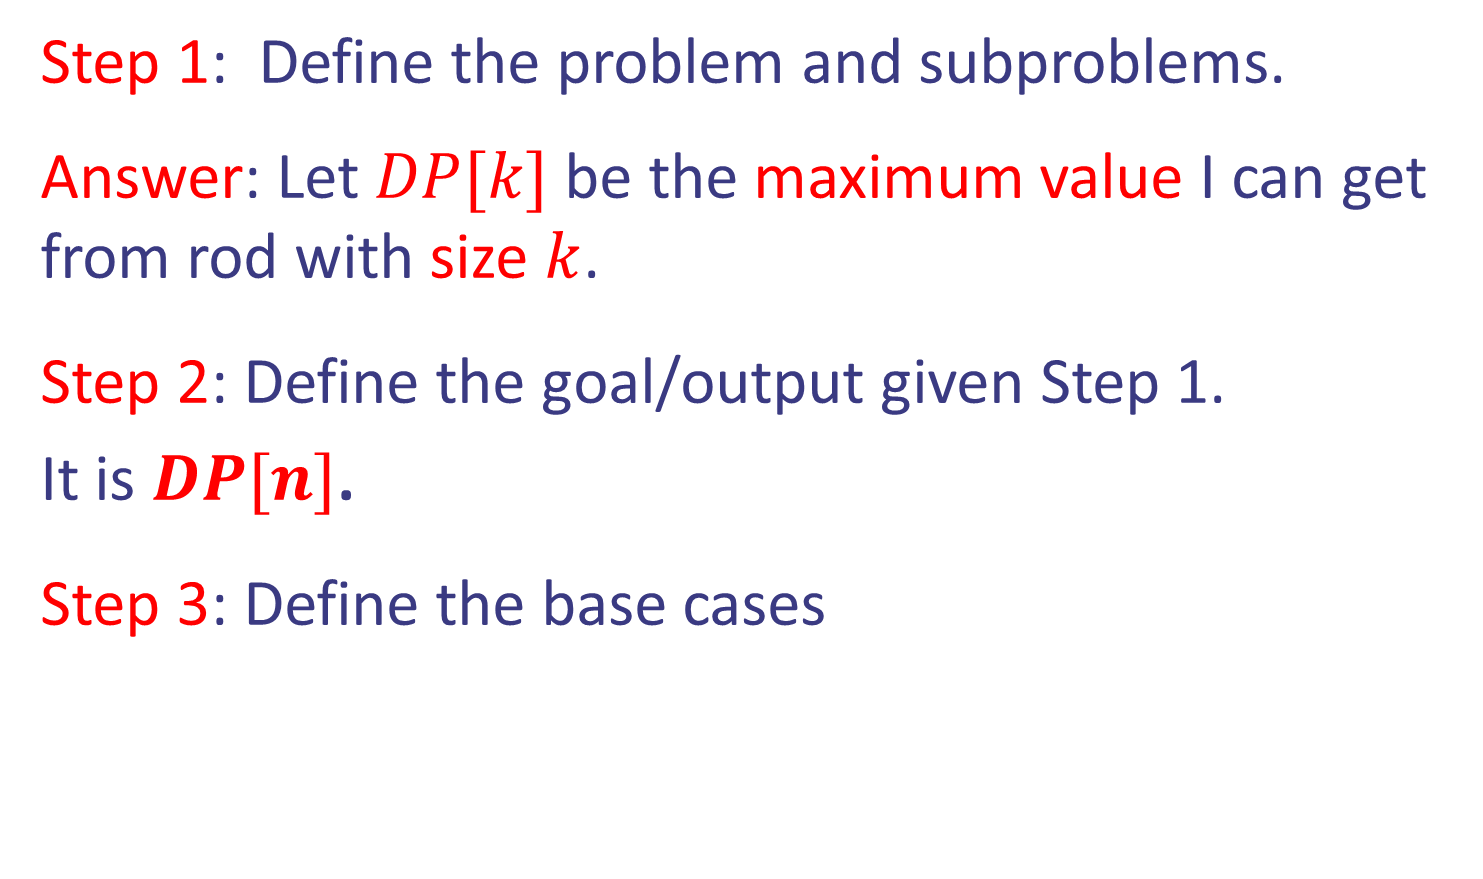 Step 1:  Define the problem and subproblems.
Answer: Let DP[k] be the maximum value I can get
from rod with size k.
Step 2: Define the goal/output given Step 1.
It is DP[n].
Step 3: Define the base cases